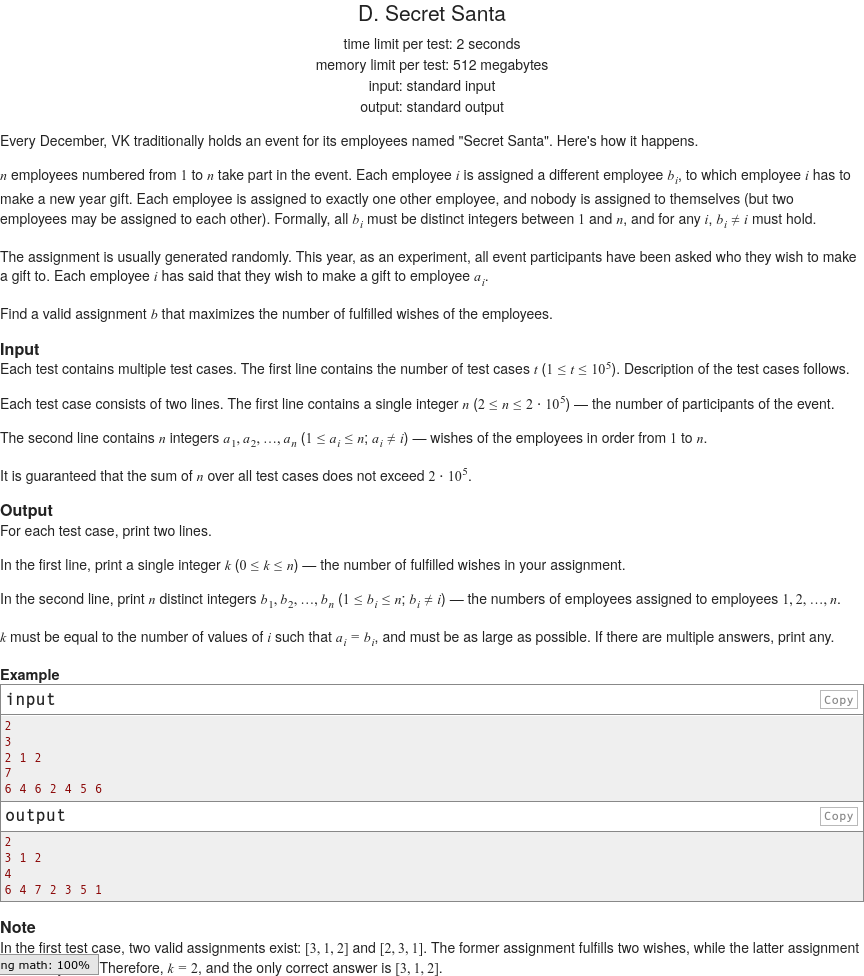 D. Secret Santa
time limit per test: 2 seconds
memory limit per test: 512 megabytes
input: standard input
output: standard output
Every December, VK traditionally holds an event for its employees named "Secret Santa". Here's how it happens.
n employees numbered from 1 to n take part in the event. Each employee i is assigned a different employee b_i, to which employee i has to
make a new year gift. Each employee is assigned to exactly one other employee, and nobody is assigned to themselves (but two
employees may be assigned to each other). Formally, all b_i must be distinct integers between 1 and n, and for any i, b_i ≠ i must hold.
The assignment is usually generated randomly. This year, as an experiment, all event participants have been asked who they wish to make
a gift to. Each employee i has said that they wish to make a gift to employee a_i.
Find a valid assignment b that maximizes the number of fulfilled wishes of the employees.
Input
Each test contains multiple test cases. The first line contains the number of test cases t (1 ≤ t ≤ 10^5). Description of the test cases follows.
Each test case consists of two lines. The first line contains a single integer n (2 ≤ n ≤ 2 · 10^5) — the number of participants of the event.
The second line contains n integers a_1, a_2, …, a_n (1 ≤ a_i ≤ n; a_i ≠ i) — wishes of the employees in order from 1 to n.
It is guaranteed that the sum of n over all test cases does not exceed 2 · 10^5.
Output
For each test case, print two lines.
In the first line, print a single integer k (0 ≤ k ≤ n) — the number of fulfilled wishes in your assignment.
In the second line, print n distinct integers b_1, b_2, …, b_n (1 ≤ b_i ≤ n; b_i ≠ i) — the numbers of employees assigned to employees 1, 2, …, n.
k must be equal to the number of values of i such that a_i = b_i, and must be as large as possible. If there are multiple answers, print any.
Example
input Copy
2
3
2 1 2
7
6 4 6 2 4 5 6
output Copy
2
3 1 2
4
6 4 7 2 3 5 1
Note
In the first test case, two valid assignments exist: [3, 1, 2] and [2, 3, 1]. The former assignment fulfills two wishes, while the latter assignment
ng math: 100% Therefore, k = 2, and the only correct answer is [3, 1, 2].